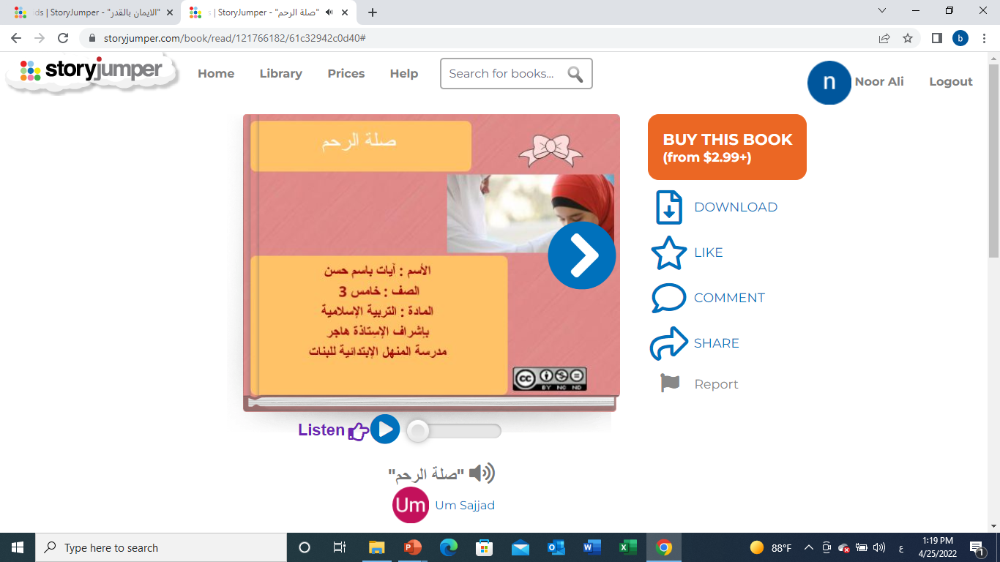 ids | StoryJumper - "الايمان بالقدر"
s | StoryJumper - "صلة الرحم"
storyjumper.com/book/read/121766182/61c32942c0d40#
b
storyjumper
Home
Library
Prices
Help
Search for books...
n
Noor Ali
Logout
صلة الرحم
الأسم : آيات باسم حسن
الصف : خامس 3
المادة : التربية الإسلامية
بإشراف الإستاذة هاجر
مدرسة المنهل الإبتدائية للبنات
CC
BY NC ND
BUY THIS BOOK
(from $2.99+)
DOWNLOAD
LIKE
COMMENT
SHARE
Report
Listen
"صلة الرحم"
Um
Um Sajjad
Type here to search
88°F
ع
1:19 PM
4/25/2022
1